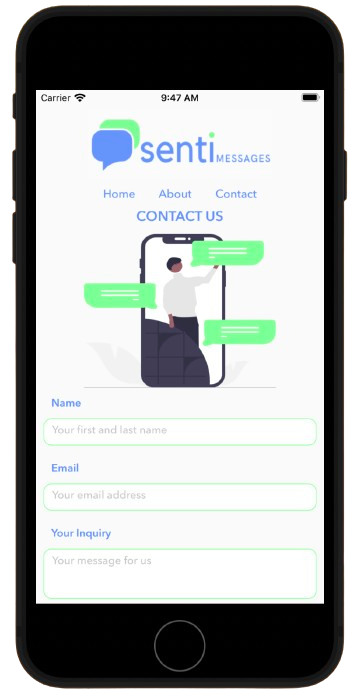 Carrier 9:47 AM
senti MESSAGES
Home About Contact
CONTACT US
Name
Your first and last name
Email
Your email address
Your Inquiry
Your message for us